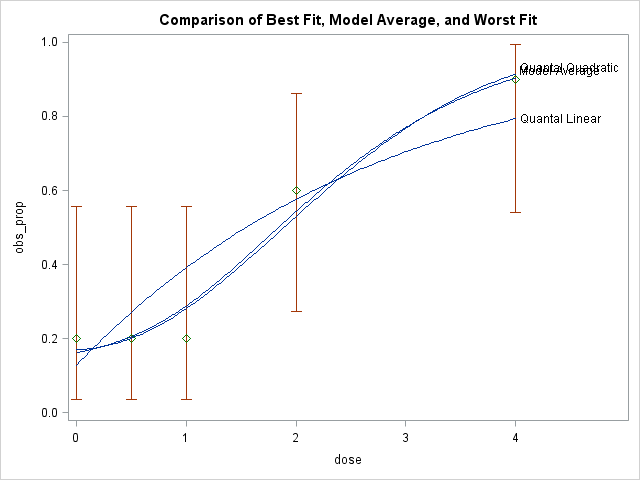 Comparison of Best Fit, Model Average, and Worst Fit
1.0
0.8
0.6
0.4
0.2
0.0
obs_prop
Quantal Quadratic
Model Average
Quantal Linear
0
1
2
3
4
dose